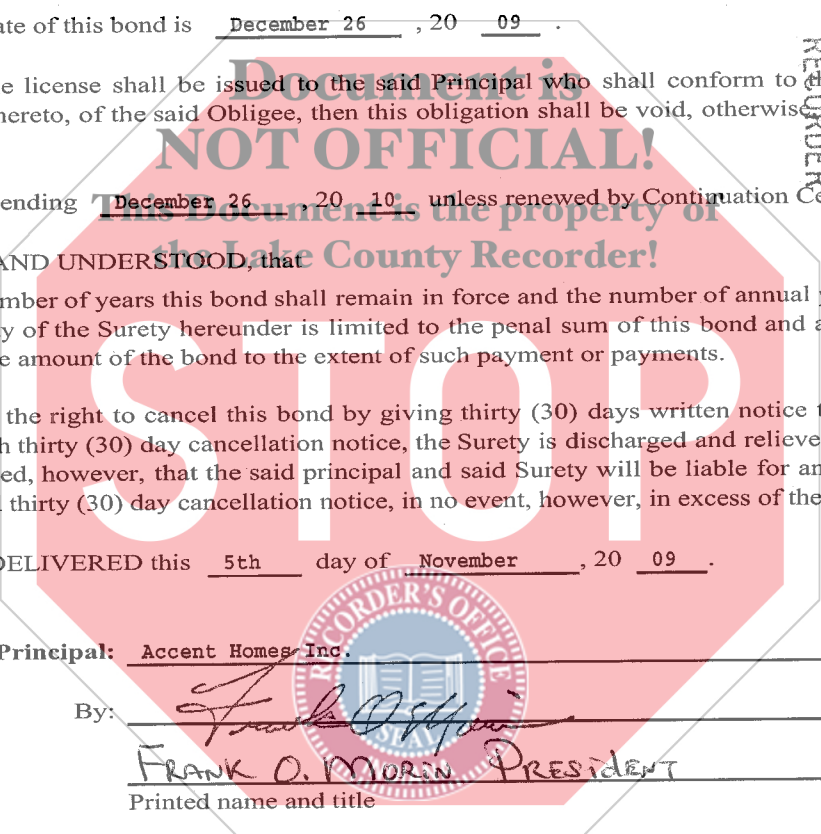 ate of this bond is December 26 , 20 09 .
RECORDER
e license shall be issued to the said Principal who shall conform to th
Document is
hereto, of the said Obligee, then this obligation shall be void, otherwise
NOT OFFICIAL!
ending December 26 , 20 10 unless renewed by Continuation Ce
This Document is the property of
the Lake County Recorder!
AND UNDERSTOOD, that
mber of years this bond shall remain in force and the number of annual
y of the Surety hereunder is limited to the penal sum of this bond and a
e amount of the bond to the extent of such payment or payments.
STOP
the right to cancel this bond by giving thirty (30) days written notice t
h thirty (30) day cancellation notice, the Surety is discharged and relieve
ed, however, that the said principal and said Surety will be liable for an
thirty (30) day cancellation notice, in no event, however, in excess of the
DELIVERED this 5th day of November , 20 09 .
RECORDER'S OFFICE
SEAL
Principal: Accent Homes Inc.
By: Frank O Morin
FRANK O. MORIN PRESIDENT
Printed name and title